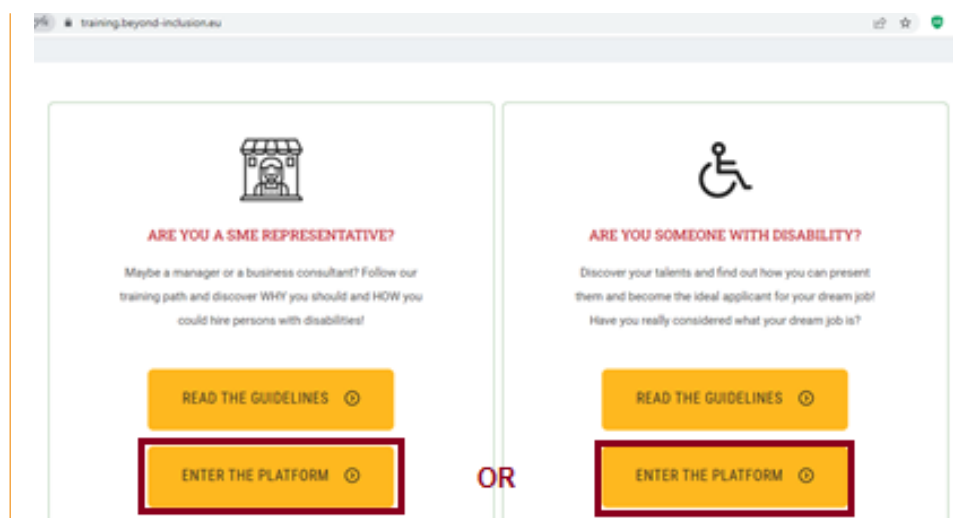 training.beyond-inclusion.eu
ARE YOU A SME REPRESENTATIVE?
Maybe a manager or a business consultant? Follow our
training path and discover WHY you should and HOW you
could hire persons with disabilities!
READ THE GUIDELINES
ENTER THE PLATFORM
OR
ARE YOU SOMEONE WITH DISABILITY?
Discover your talents and find out how you can present
them and become the ideal applicant for your dream job!
Have you really considered what your dream job is?
READ THE GUIDELINES
ENTER THE PLATFORM